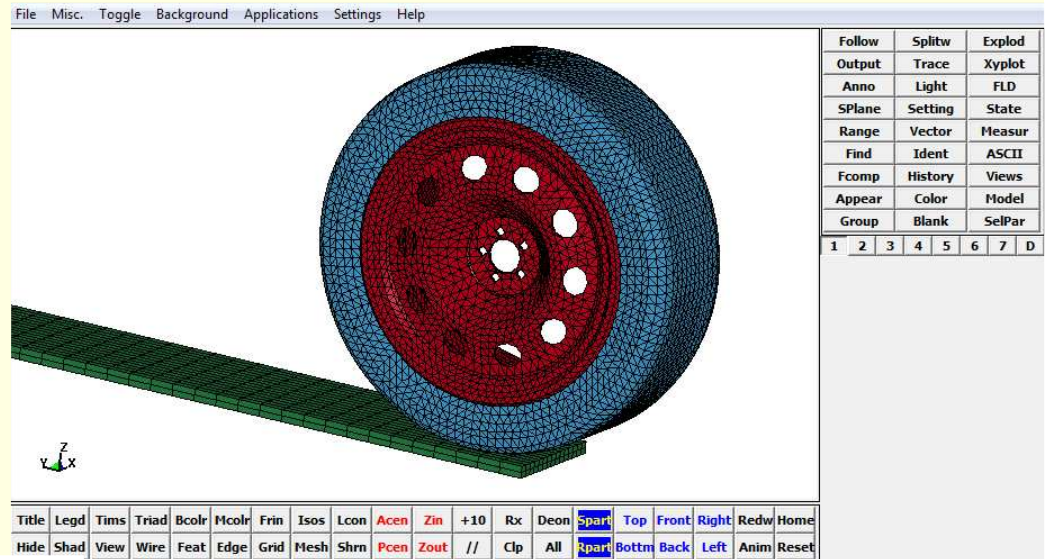 File Misc. Toggle Background Applications Settings Help
Follow Splitw Explod
Output Trace Xyplot
Anno Light FLD
SPlane Setting State
Range Vector Measur
Find Ident ASCII
Fcomp History Views
Appear Color Model
Group Blank SelPar
1 2 3 4 5 6 7 D
Z
Y X
Title Legd Tims Triad Bcolr Mcolr Frin Isos Lcon Acen Zin +10 Rx Deon Spart Top Front Right Redw Home
Hide Shad View Wire Feat Edge Grid Mesh Shrn Pcen Zout // Clp All Rpart Bottm Back Left Anim Reset